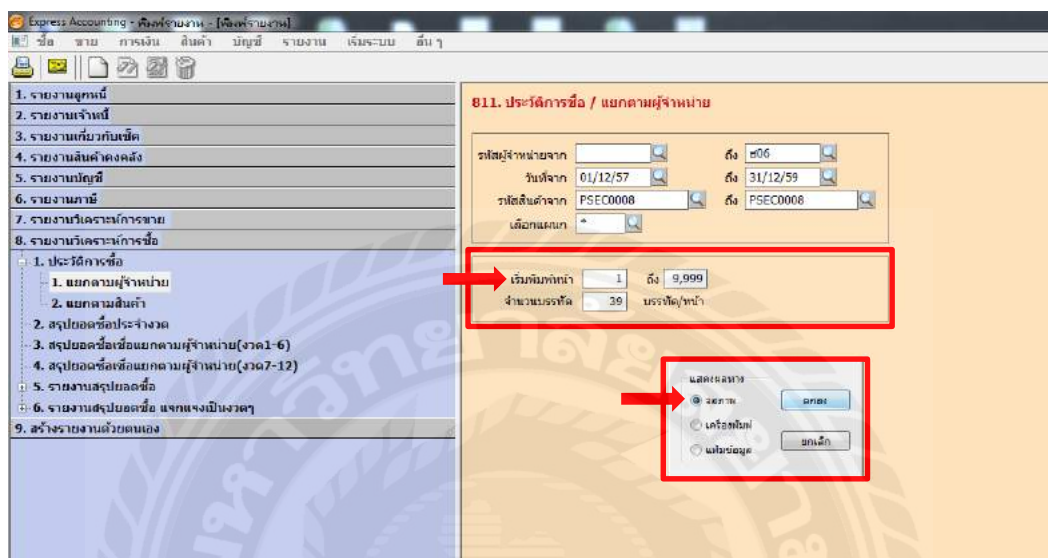 Express Accounting - พิมพ์รายงาน - [พิมพ์รายงาน]
ซื้อ ขาย การเงิน สินค้า บัญชี รายงาน เริ่มระบบ อื่น ๆ
1. รายงานลูกหนี้
2. รายงานเจ้าหนี้
3. รายงานเกี่ยวกับเช็ค
4. รายงานสินค้าคงคลัง
5. รายงานบัญชี
6. รายงานภาษี
7. รายงานวิเคราะห์การขาย
8. รายงานวิเคราะห์การซื้อ
1. ประวัติการซื้อ
1. แยกตามผู้จำหน่าย
2. แยกตามสินค้า
2. สรุปยอดซื้อประจำงวด
3. สรุปยอดซื้อเชื่อแยกตามผู้จำหน่าย(งวด1-6)
4. สรุปยอดซื้อเชื่อแยกตามผู้จำหน่าย(งวด7-12)
5. รายงานสรุปยอดซื้อ
6. รายงานสรุปยอดซื้อ แจกแจงเป็นงวดๆ
9. สร้างรายงานด้วยตนเอง
811. ประวัติการซื้อ / แยกตามผู้จำหน่าย
รหัสผู้จำหน่ายจาก ถึง ฮ06
วันที่จาก 01/12/57 ถึง 31/12/59
รหัสสินค้าจาก PSEC0008 ถึง PSEC0008
เลือกแผนก *
เริ่มพิมพ์หน้า 1 ถึง 9,999
จำนวนบรรทัด 39 บรรทัด/หน้า
แสดงผลทาง
จอภาพ ตกลง
เครื่องพิมพ์
แฟ้มข้อมูล ยกเลิก